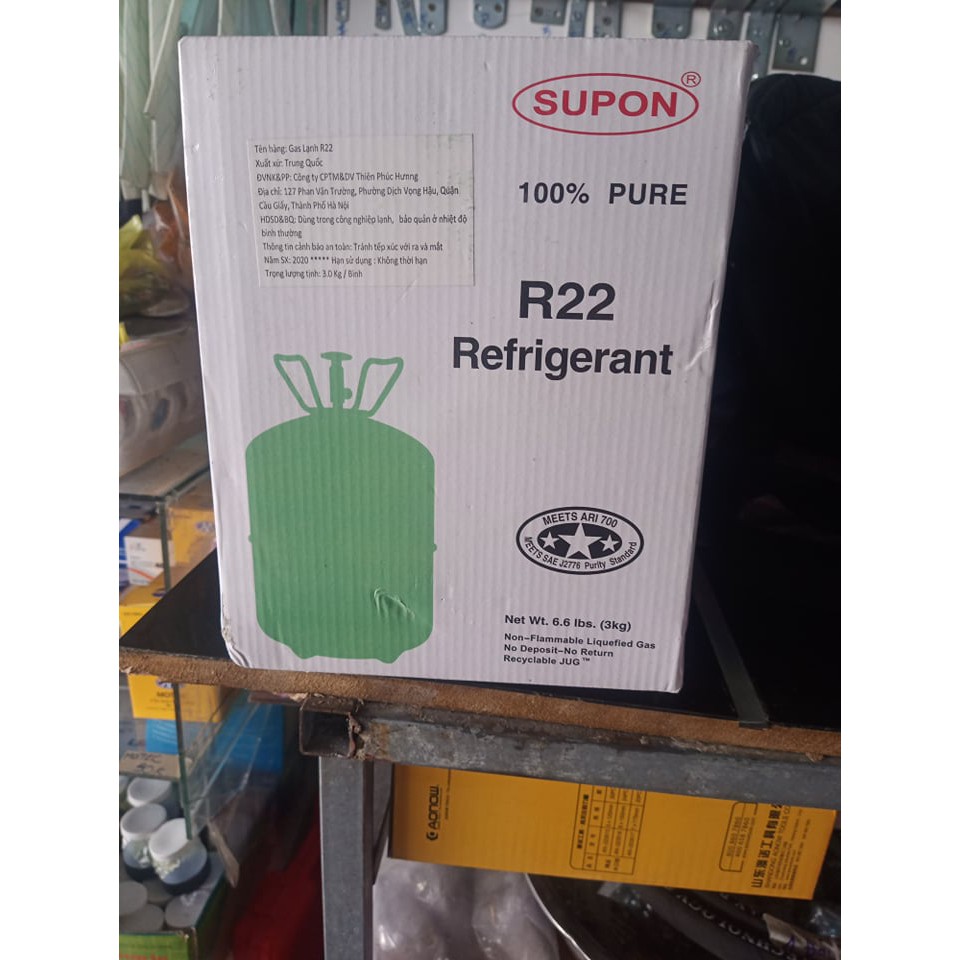 SUPON®
100% PURE
Tên hàng: Gas Lạnh R22
Xuất xứ: Trung Quốc
ĐVNK&PP: Công ty CPTM&DV Thiên Phúc Hưng
Địa chỉ: 127 Phan Văn Trường, Phường Dịch Vọng Hậu, Quận
Cầu Giấy, Thành Phố Hà Nội
HDSD&BQ: Dùng trong công nghiệp lạnh, bảo quản ở nhiệt độ
bình thường
Thông tin cảnh báo an toàn: Tránh tếp xúc với ra và mắt
Năm SX: 2020 ***** Hạn sử dụng : Không thời hạn
Trọng lượng tịnh: 3.0 Kg / Bình
R22
Refrigerant
MEETS ARI 700
MEETS SAE J2776 Purity Standard
Net Wt. 6.6 lbs. (3kg)
Non-Flammable Liquefied Gas
No Deposit-No Return
Recyclable JUG™
AONOW